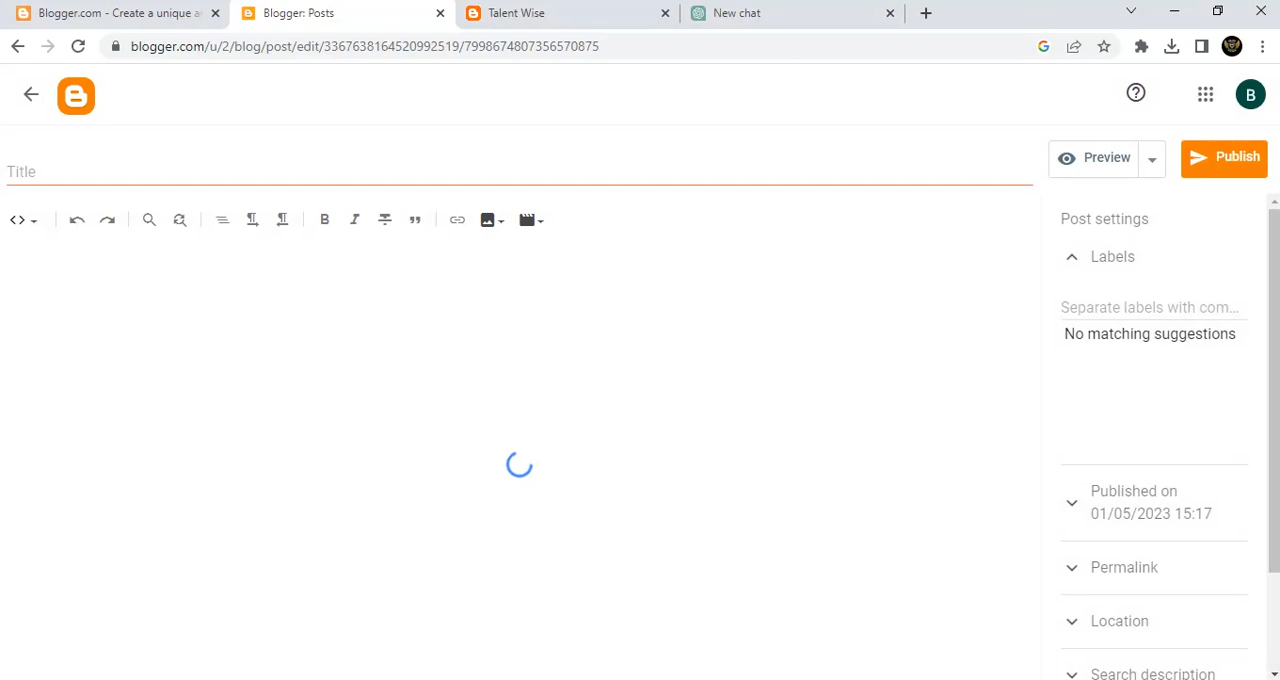 Blogger.com - Create a unique a
Blogger: Posts
Talent Wise
New chat
blogger.com/u/2/blog/post/edit/3367638164520992519/7998674807356570875
B
Title
Preview
Publish
B
Post settings
Labels
Separate labels with com...
No matching suggestions
Published on
01/05/2023 15:17
Permalink
Location
Search description